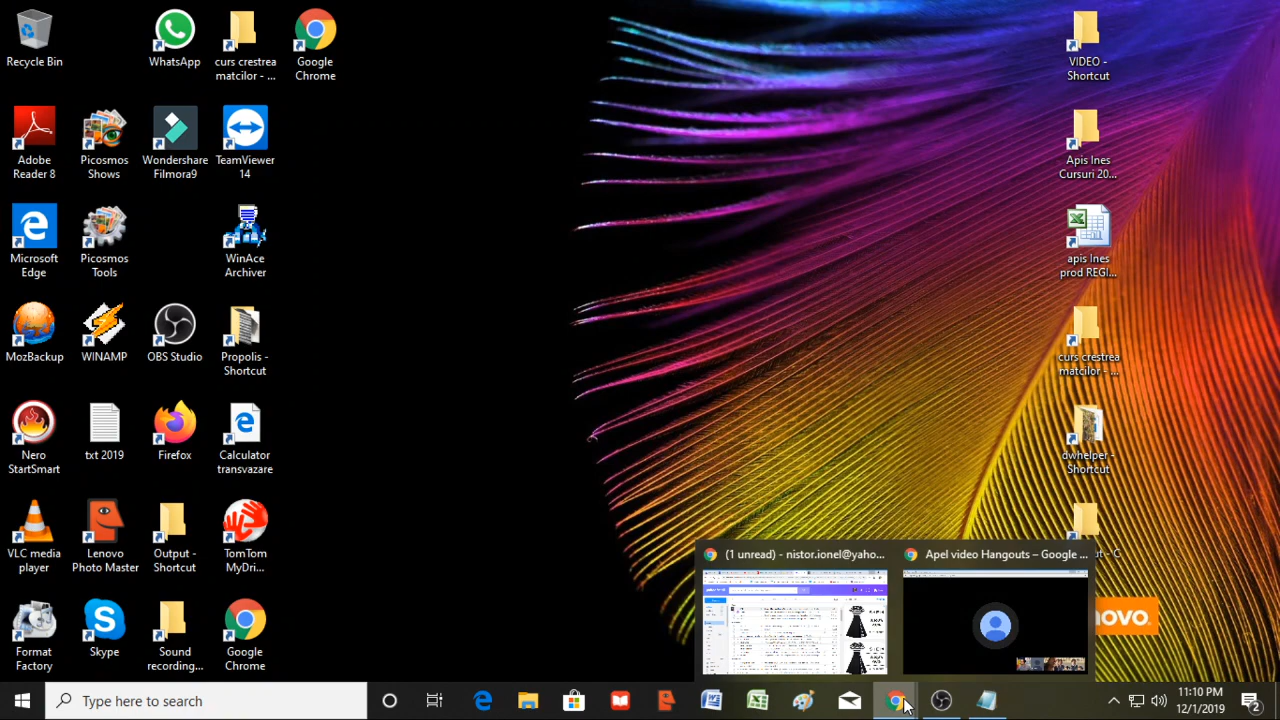 Recycle Bin
WhatsApp
curs crestrea
matcilor - ...
Google
Chrome
VIDEO -
Shortcut
Adobe
Reader 8
Picosmos
Shows
Wondershare
Filmora9
TeamViewer
14
Apis Ines
Cursuri 20...
Microsoft
Edge
Picosmos
Tools
WinAce
Archiver
apis Ines
prod REGI...
MozBackup
WINAMP
OBS Studio
Propolis -
Shortcut
curs crestrea
matcilor - ...
Nero
StartSmart
txt 2019
Firefox
Calculator
transvazare
dwhelper -
Shortcut
VLC media
player
Lenovo
Photo Master
Output -
Shortcut
TomTom
MyDri...
(1 unread) - nistor.ionel@yaho...
Apel video Hangouts – Google ...
novo.
Format
Factory
Skype
Sound
recording...
Google
Chrome
Type here to search
11:10 PM
12/1/2019
2